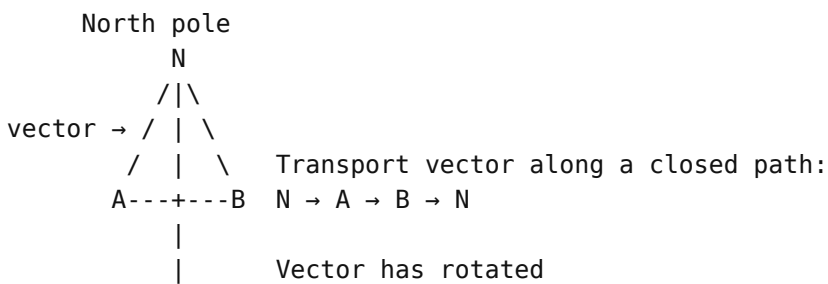 North pole
N
/|\
vector → / | \
/ | \ Transport vector along a closed path:
A---+---B N → A → B → N
|
| Vector has rotated